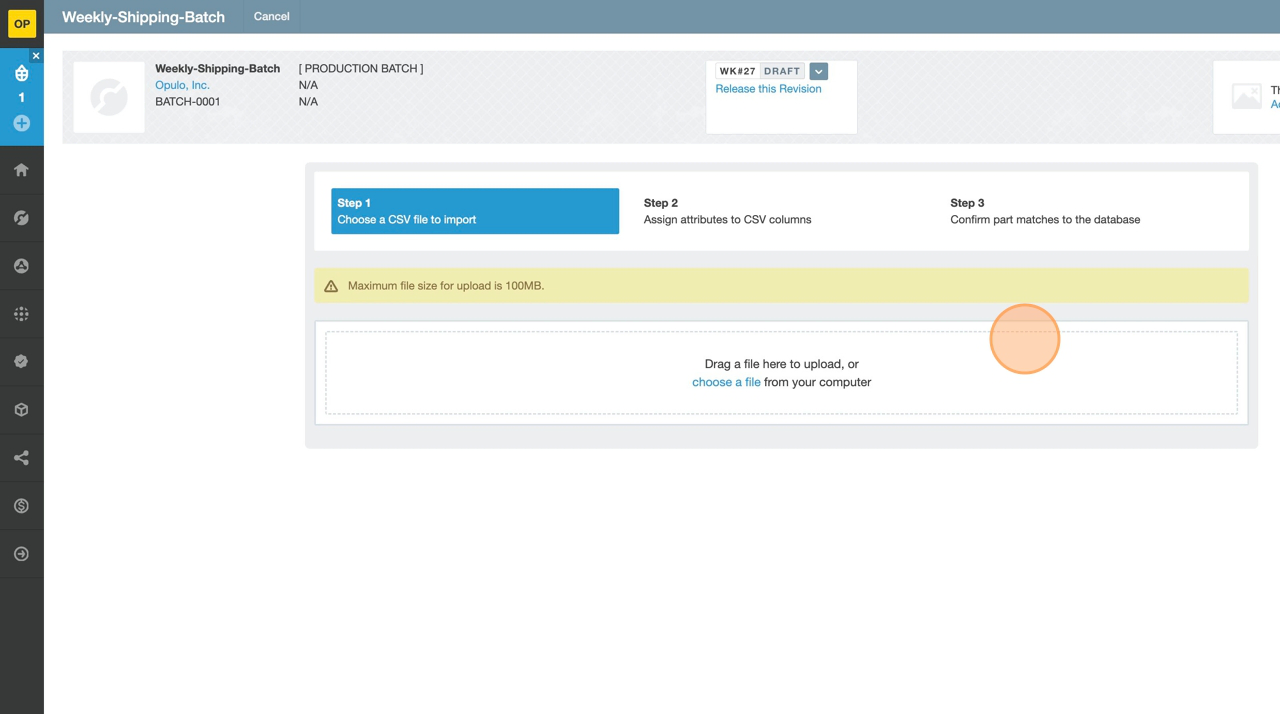 OP
Weekly-Shipping-Batch
Cancel
1
Weekly-Shipping-Batch
[ PRODUCTION BATCH ]
Opulo, Inc.
N/A
BATCH-0001
N/A
WK#27 DRAFT
Release this Revision
Step 1
Choose a CSV file to import
Step 2
Assign attributes to CSV columns
Step 3
Confirm part matches to the database
Maximum file size for upload is 100MB.
Drag a file here to upload, or
choose a file from your computer